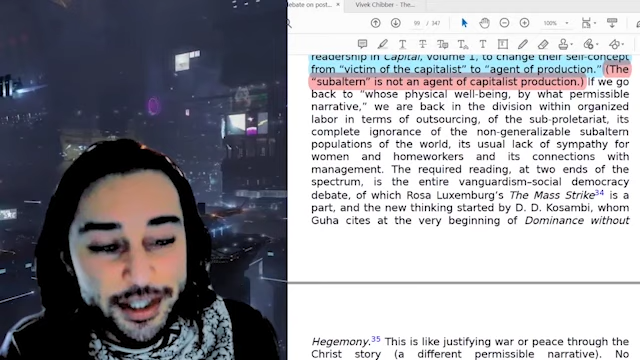 ebate on post...
Vivek Chibber - The...
99 / 347
100%
readership in Capital, volume 1, to change their self-concept
from “victim of the capitalist” to “agent of production.” (The
“subaltern” is not an agent of capitalist production.) If we go
back to “whose physical well-being, by what permissible
narrative,” we are back in the division within organized
labor in terms of outsourcing, of the sub-proletariat, its
complete ignorance of the non-generalizable subaltern
populations of the world, its usual lack of sympathy for
women and homeworkers and its connections with
management. The required reading, at two ends of the
spectrum, is the entire vanguardism–social democracy
debate, of which Rosa Luxemburg’s The Mass Strike34 is a
part, and the new thinking started by D. D. Kosambi, whom
Guha cites at the very beginning of Dominance without
Hegemony.35 This is like justifying war or peace through the
Christ story (a different permissible narrative). No